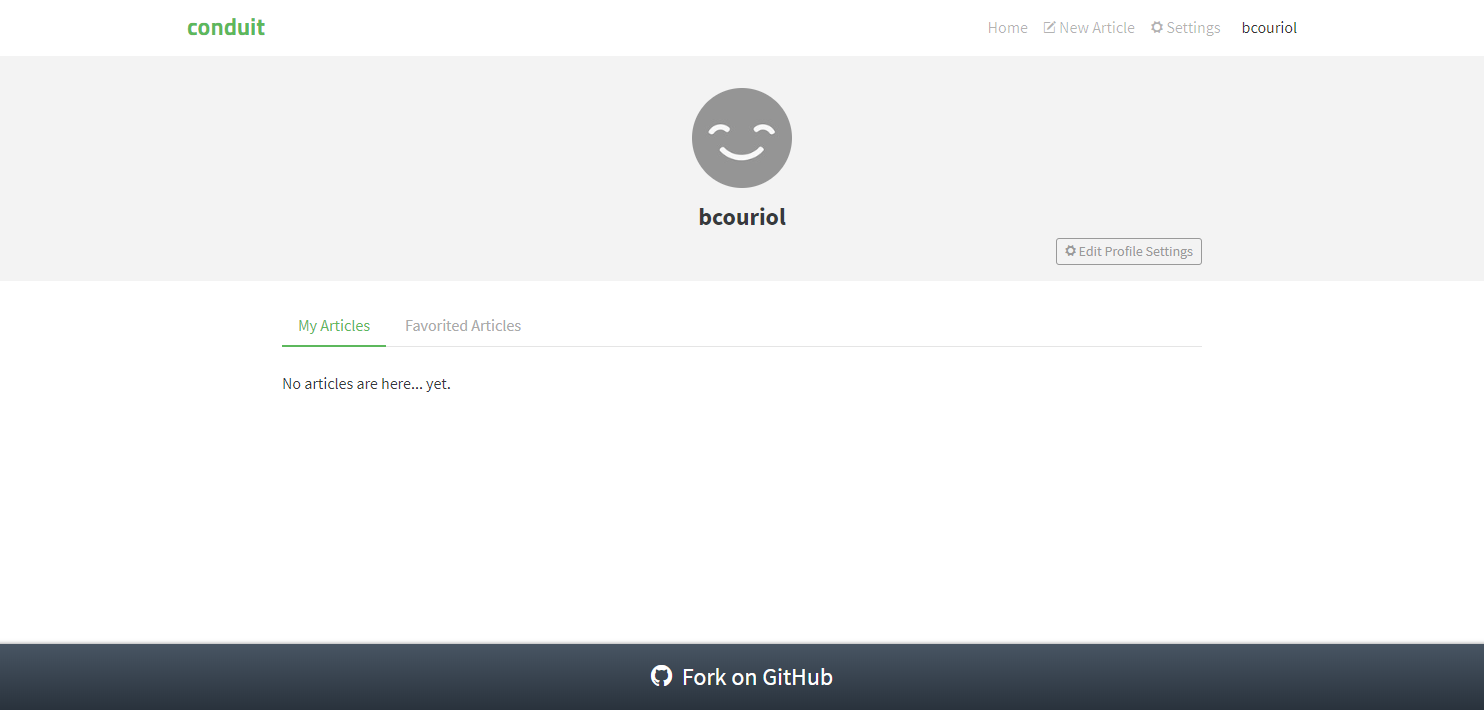 conduit
Home New Article Settings bcouriol
bcouriol
Edit Profile Settings
My Articles Favorited Articles
No articles are here... yet.
Fork on GitHub